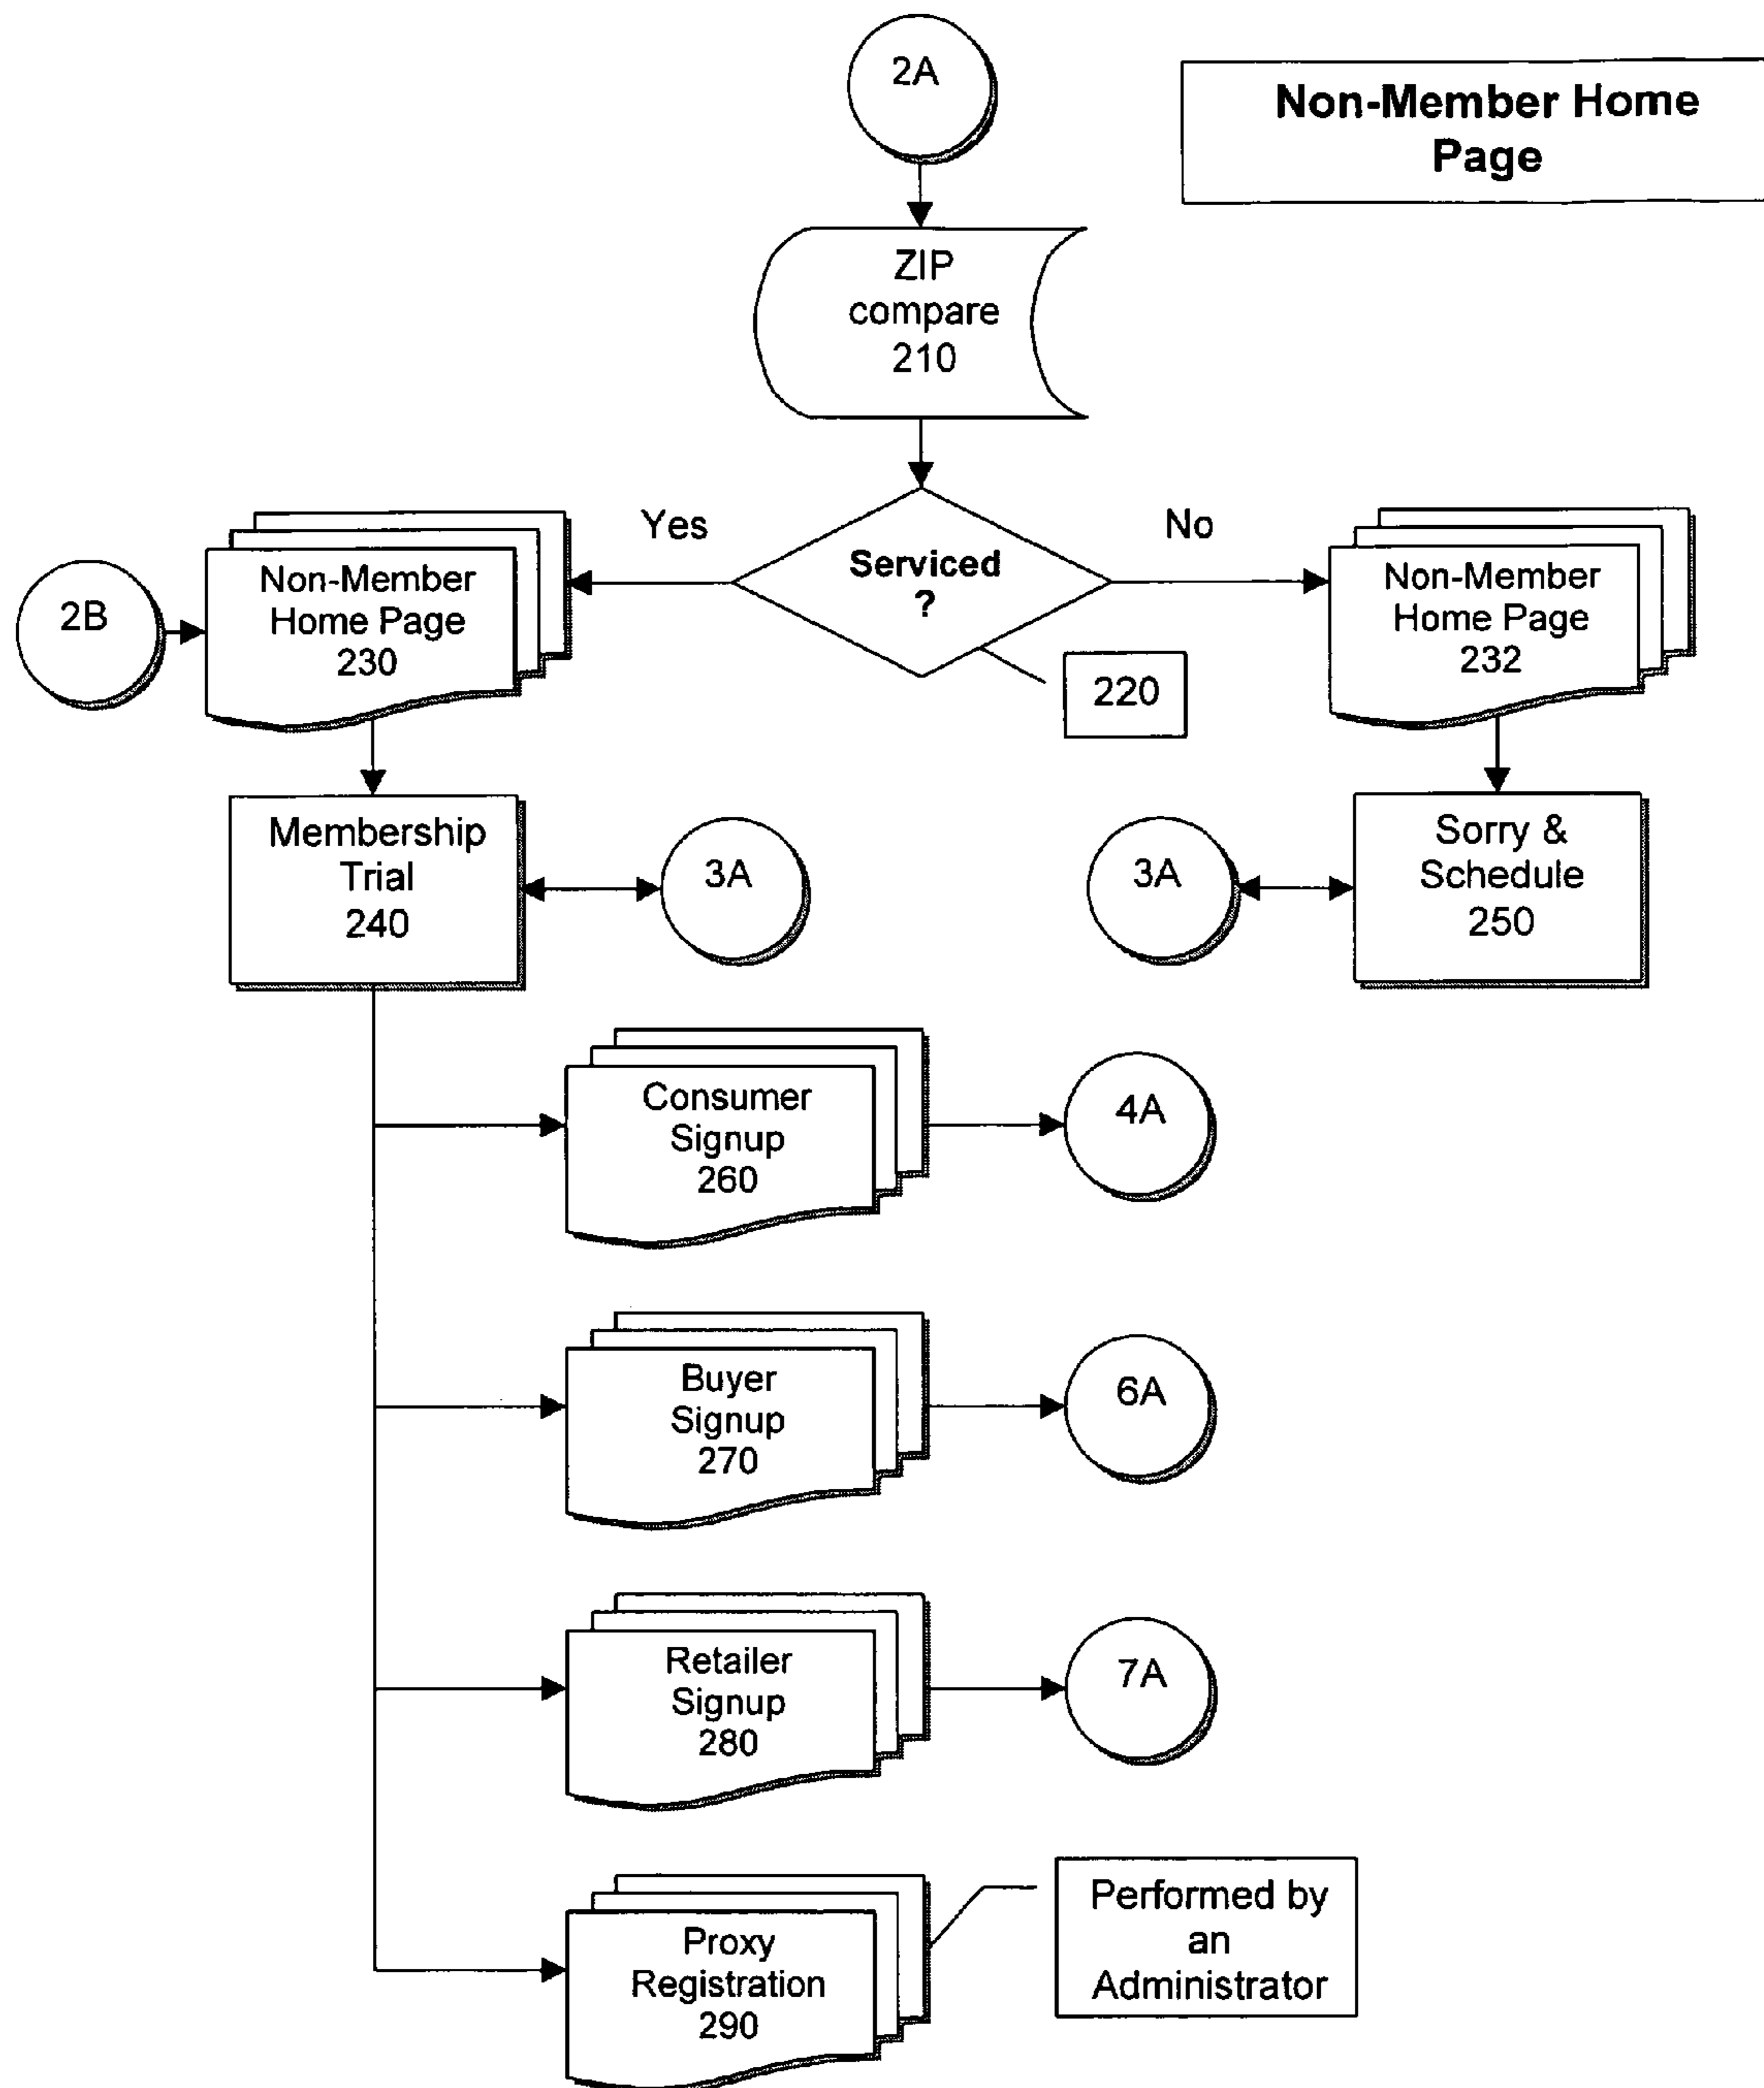 2A
Non-Member Home
Page
ZIP
compare
210
Yes
Serviced
?
No
220
2B
Non-Member
Home Page
230
Non-Member
Home Page
232
Membership
Trial
240
3A
3A
Sorry &
Schedule
250
Consumer
Signup
260
4A
Buyer
Signup
270
6A
Retailer
Signup
280
7A
Proxy
Registration
290
Performed by
an
Administrator